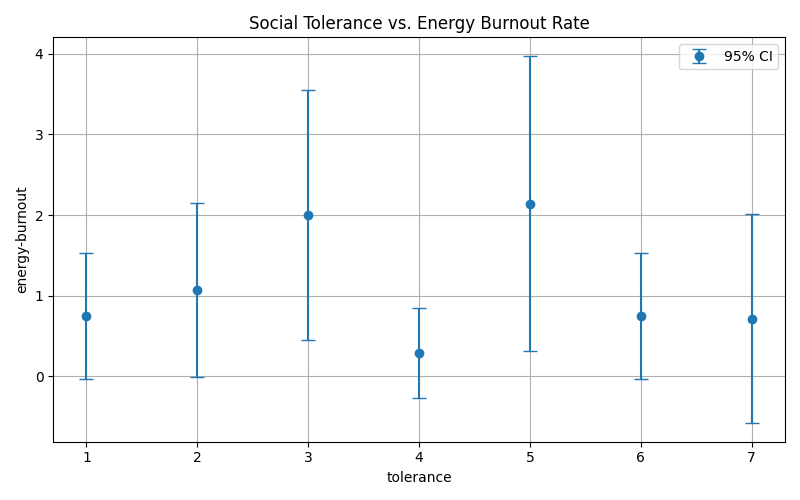 Social Tolerance vs. Energy Burnout Rate
95% CI
energy-burnout
4
3
2
1
0
1 2 3 4 5 6 7
tolerance